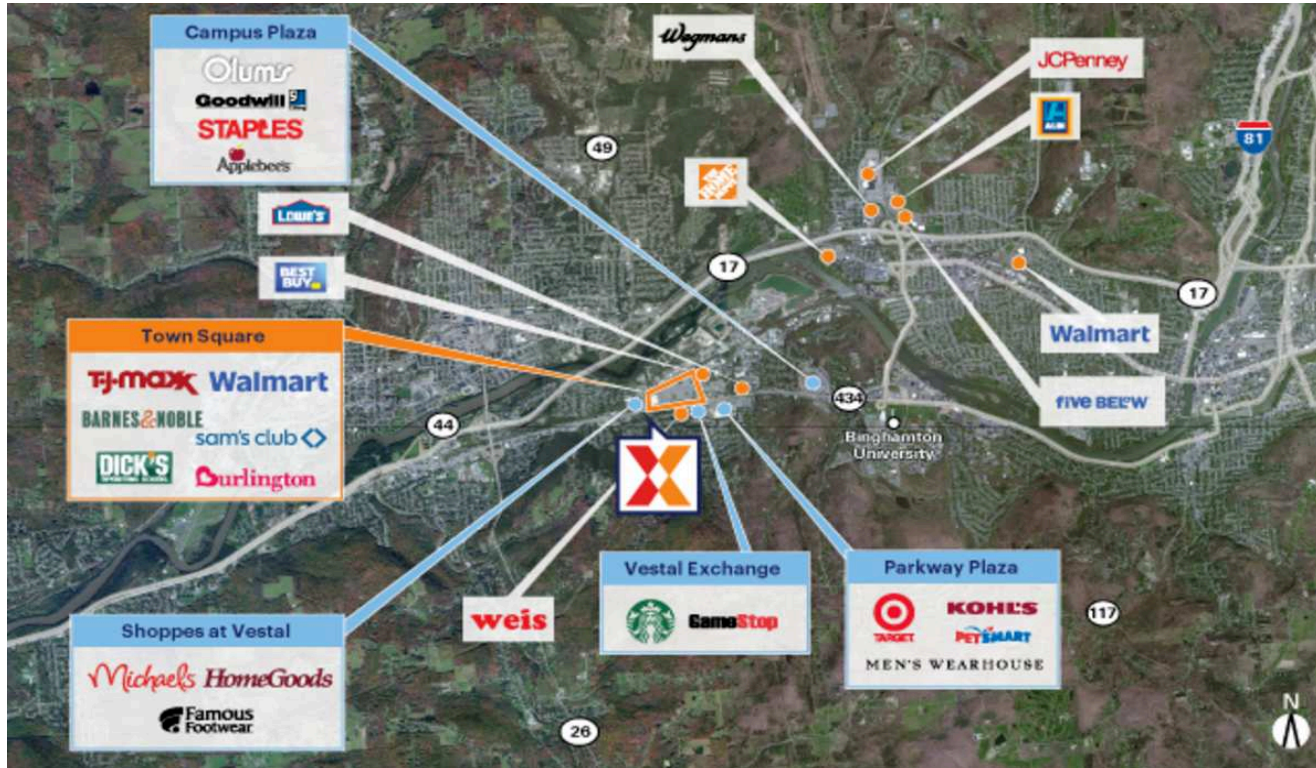 Campus Plaza
Olum's
Goodwill
STAPLES
Applebee's
Wegmans
JCPenney
ALDI
81
49
THE HOME DEPOT
LOWE'S
BEST BUY
17
17
Town Square
TJ·maxx Walmart
BARNES&NOBLE
sam's club
DICK'S
SPORTING GOODS
Burlington
Walmart
FIVE BEL°W
434
44
Binghamton
University
Vestal Exchange
GameStop
Parkway Plaza
TARGET
KOHL'S
PETSMART
MEN'S WEARHOUSE
117
weis
Shoppes at Vestal
Michaels HomeGoods
Famous
Footwear
26
N